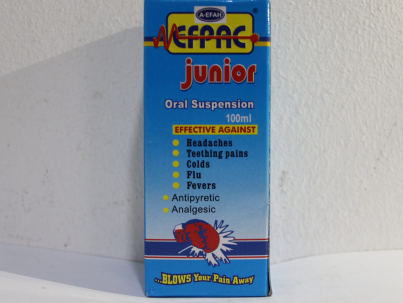 A-EFAH
®
MEFPAC
junior
Oral Suspension
100ml
EFFECTIVE AGAINST
Headaches
Teething pains
Colds
Flu
Fevers
Antipyretic
Analgesic
...BLOWS Your Pain Away